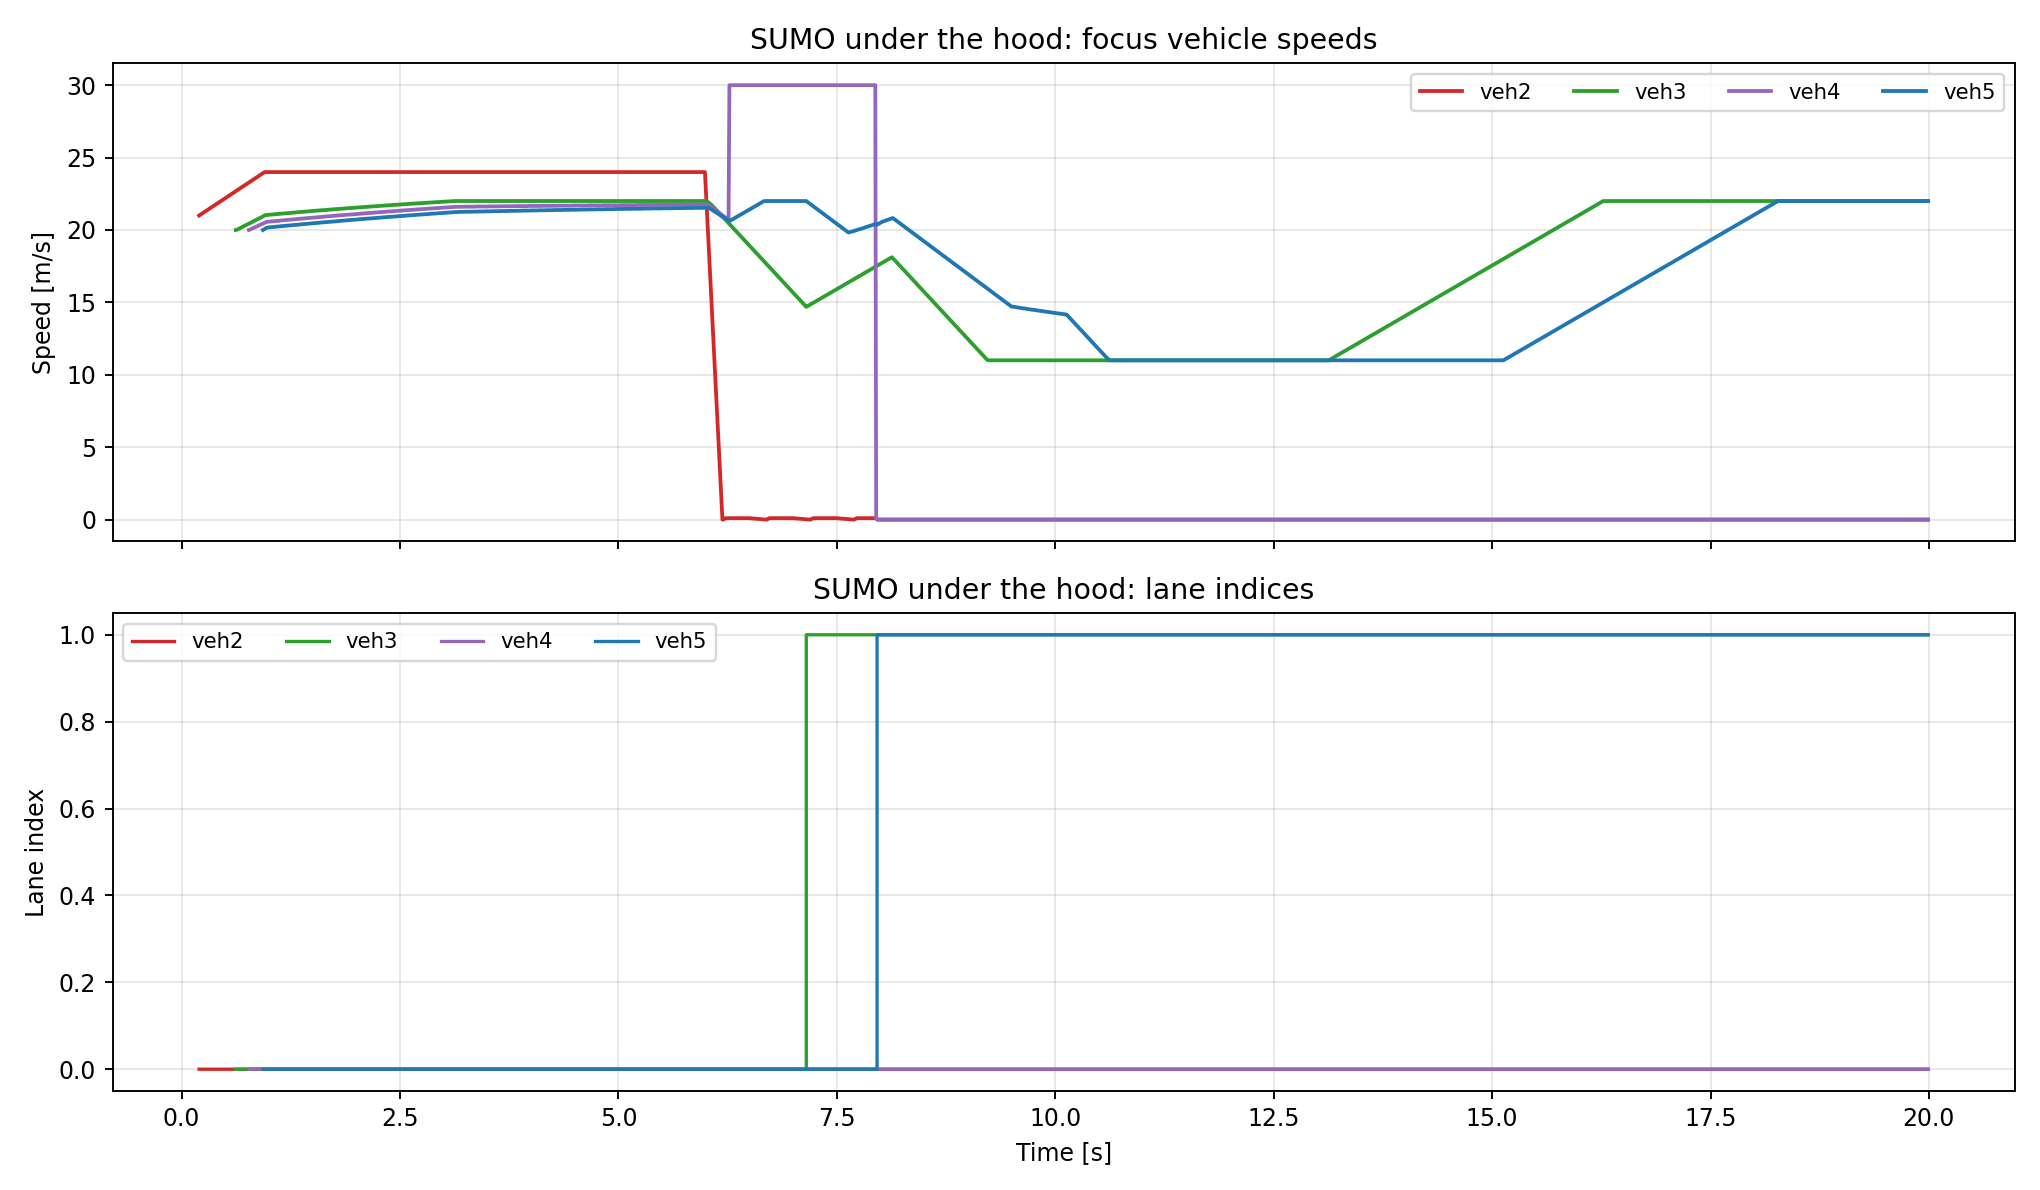 SUMO under the hood: focus vehicle speeds
veh2 veh3 veh4 veh5
30
25
20
15
10
5
0
Speed [m/s]
SUMO under the hood: lane indices
veh2 veh3 veh4 veh5
1.0
0.8
0.6
0.4
0.2
0.0
Lane index
0.0 2.5 5.0 7.5 10.0 12.5 15.0 17.5 20.0
Time [s]